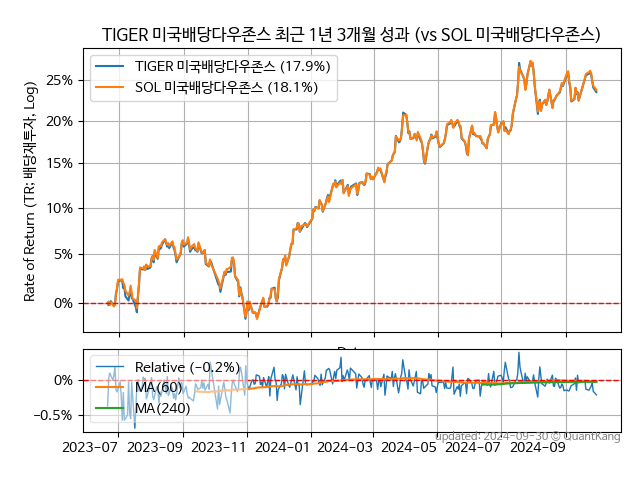 TIGER 미국배당다우존스 최근 1년 3개월 성과 (vs SOL 미국배당다우존스)
TIGER 미국배당다우존스 (17.9%)
SOL 미국배당다우존스 (18.1%)
Rate of Return (TR: 배당재투자, Log)
25%
20%
15%
10%
5%
0%
Relative (−0.2%)
MA(60)
MA(240)
0%
−0.5%
2023-07
2023-09
2023-11
2024-01
2024-03
2024-05
2024-07
2024-09
updated: 2024-09-30 © QuantKang